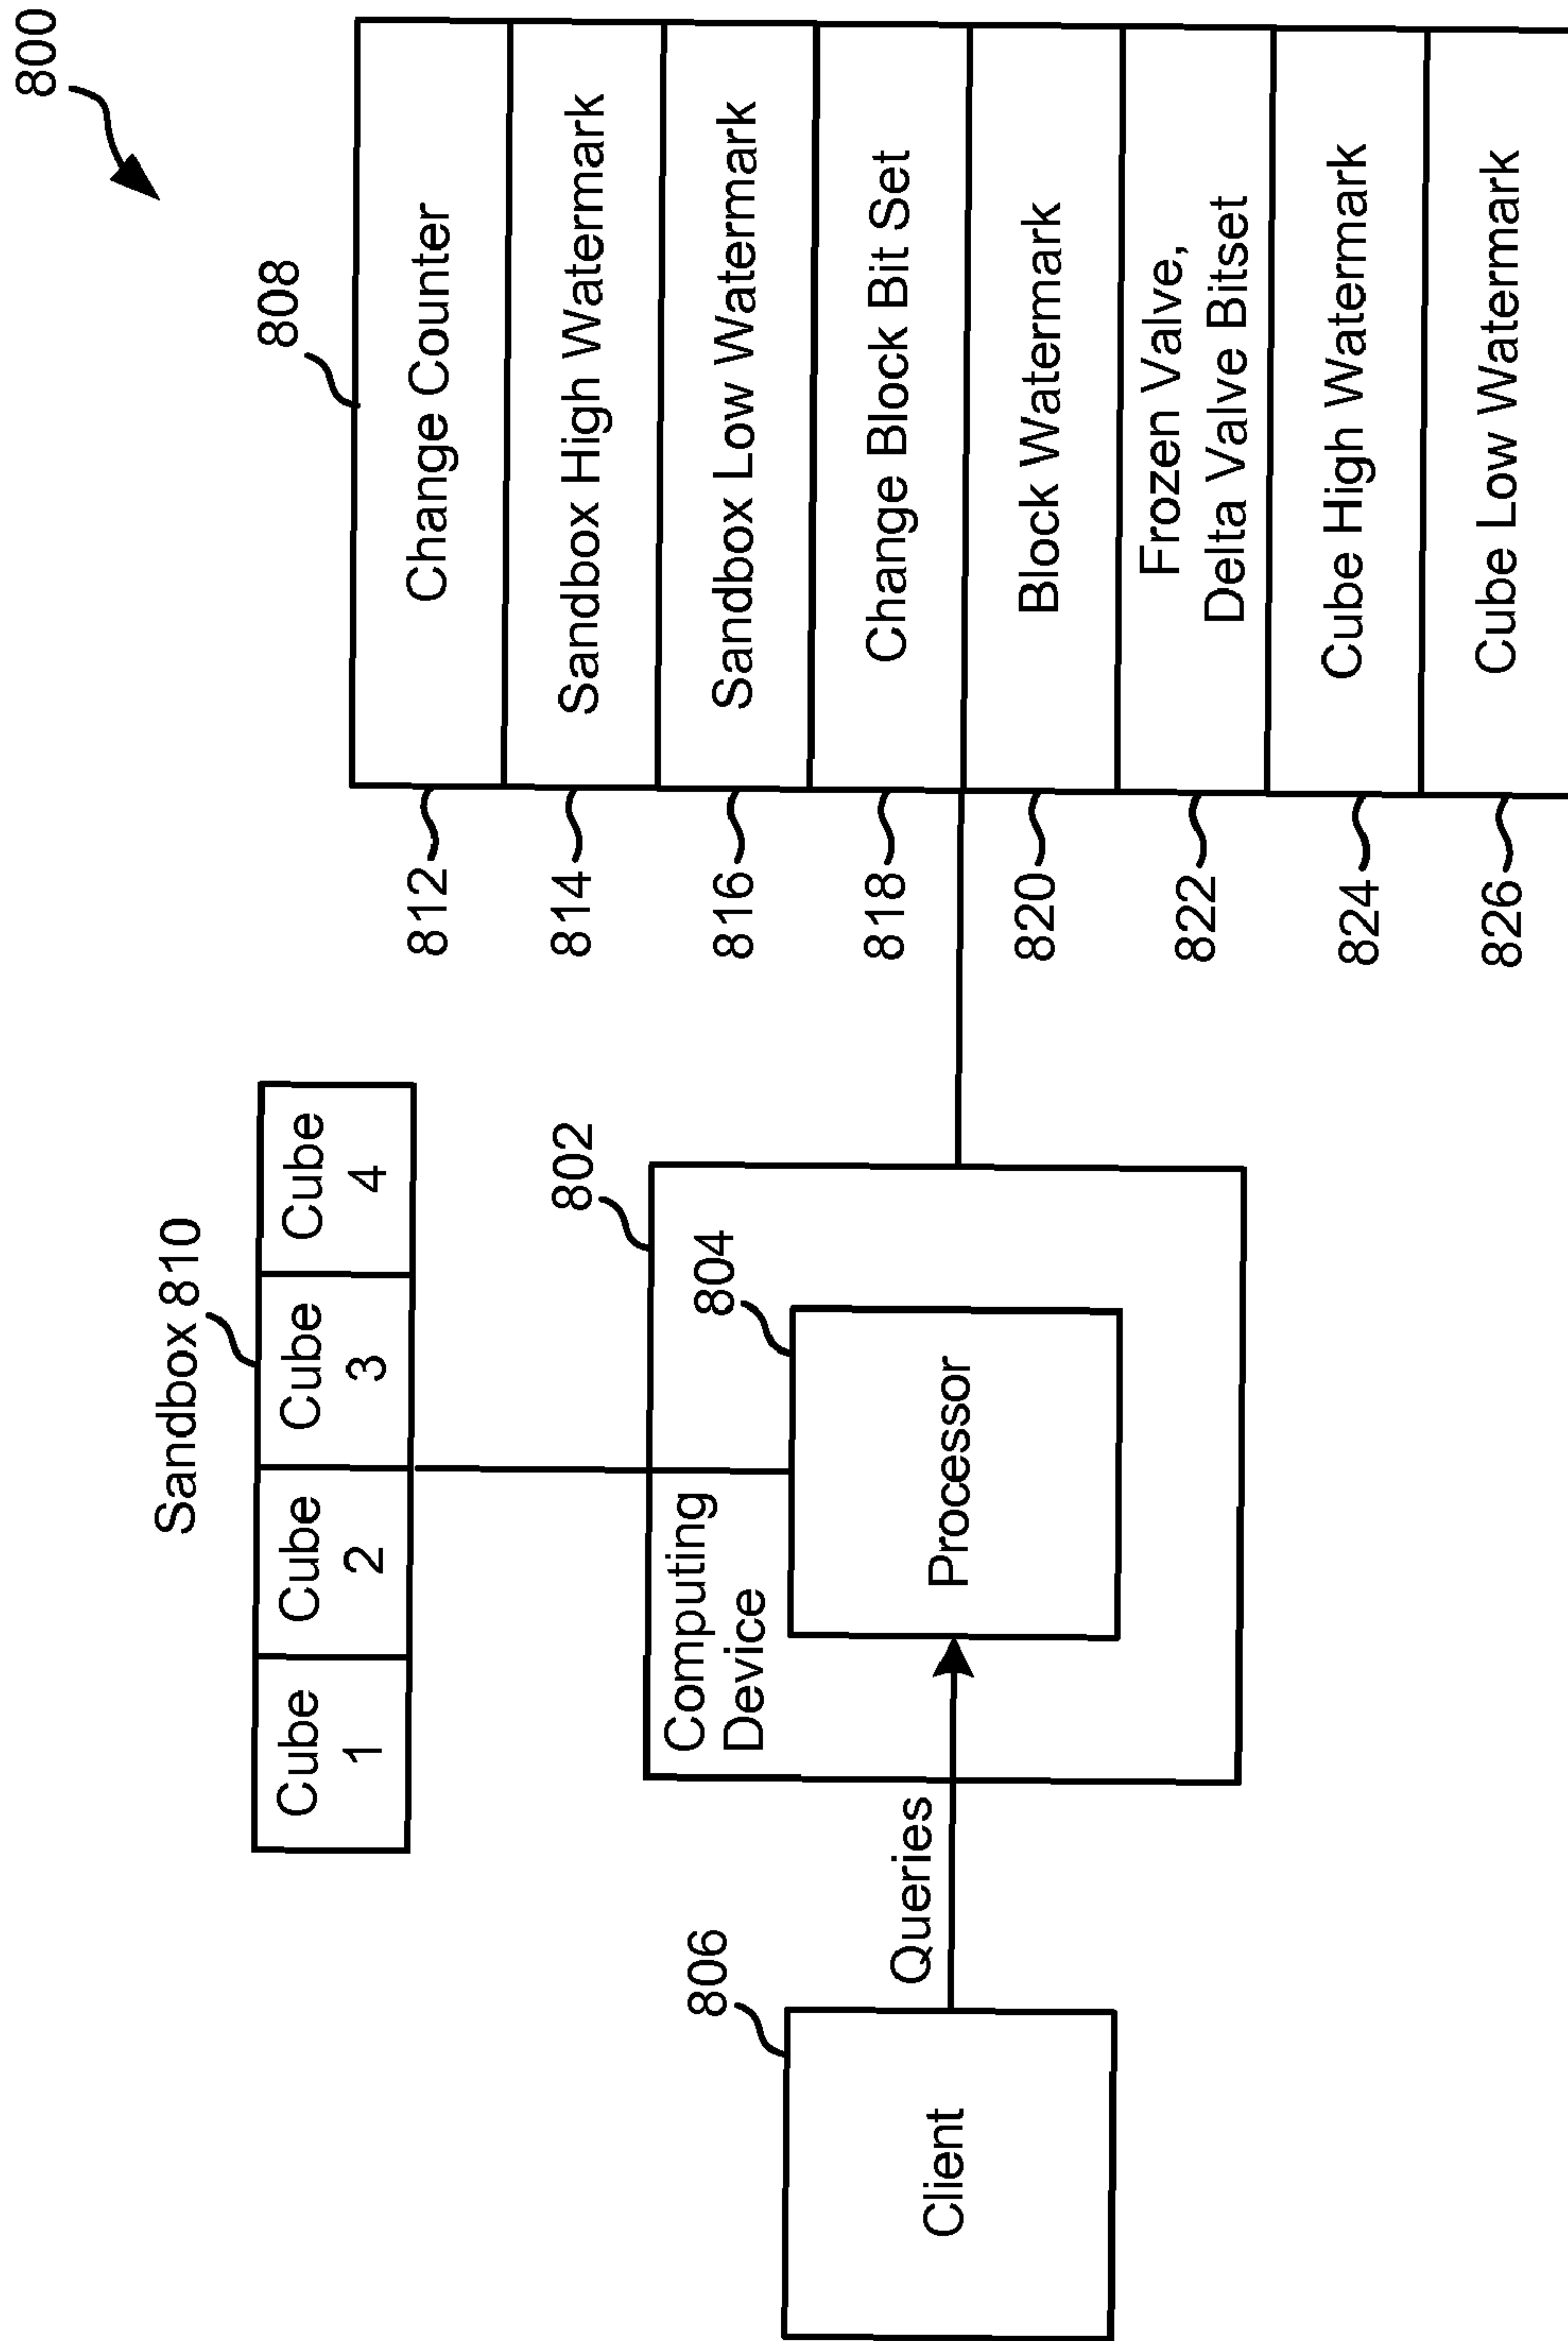 800
Sandbox 810
Cube
1
Cube
2
Cube
3
Cube
4
802
Computing
Device
804
Processor
806
Client
Queries
808
812
Change Counter
814
Sandbox High Watermark
816
Sandbox Low Watermark
818
Change Block Bit Set
820
Block Watermark
822
Frozen Valve,
Delta Valve Bitset
824
Cube High Watermark
826
Cube Low Watermark